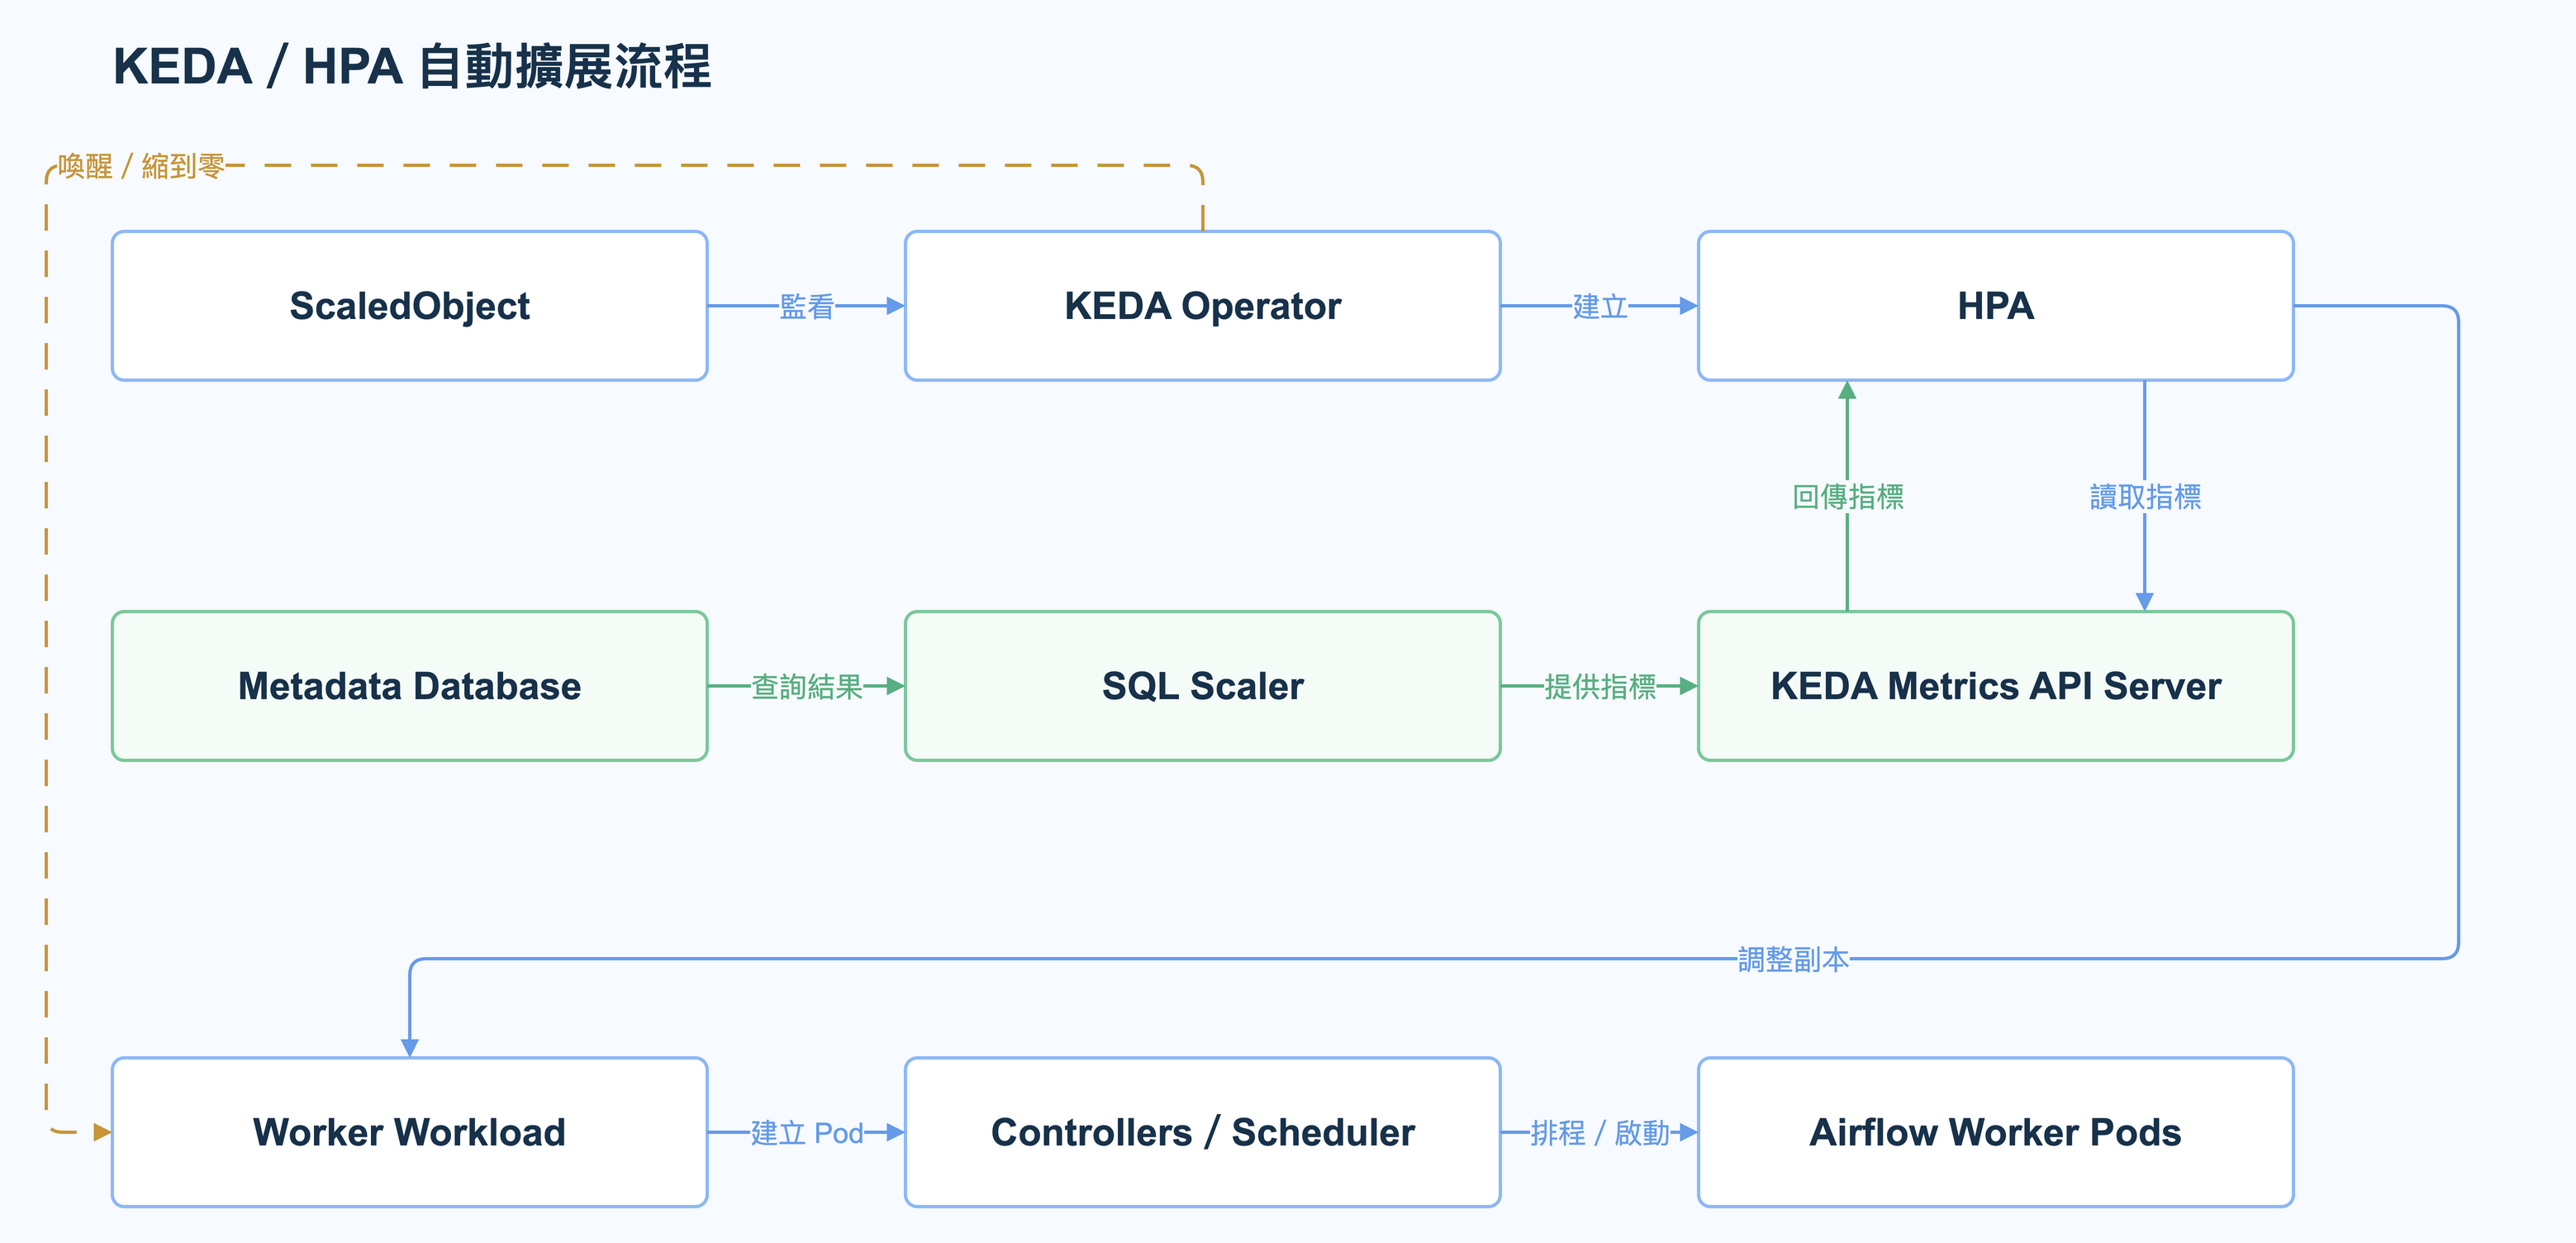 KEDA / HPA 自動擴展流程
喚醒 / 縮到零
ScaledObject
監看
KEDA Operator
建立
HPA
回傳指標
讀取指標
Metadata Database
查詢結果
SQL Scaler
提供指標
KEDA Metrics API Server
調整副本
Worker Workload
建立 Pod
Controllers / Scheduler
排程 / 啟動
Airflow Worker Pods